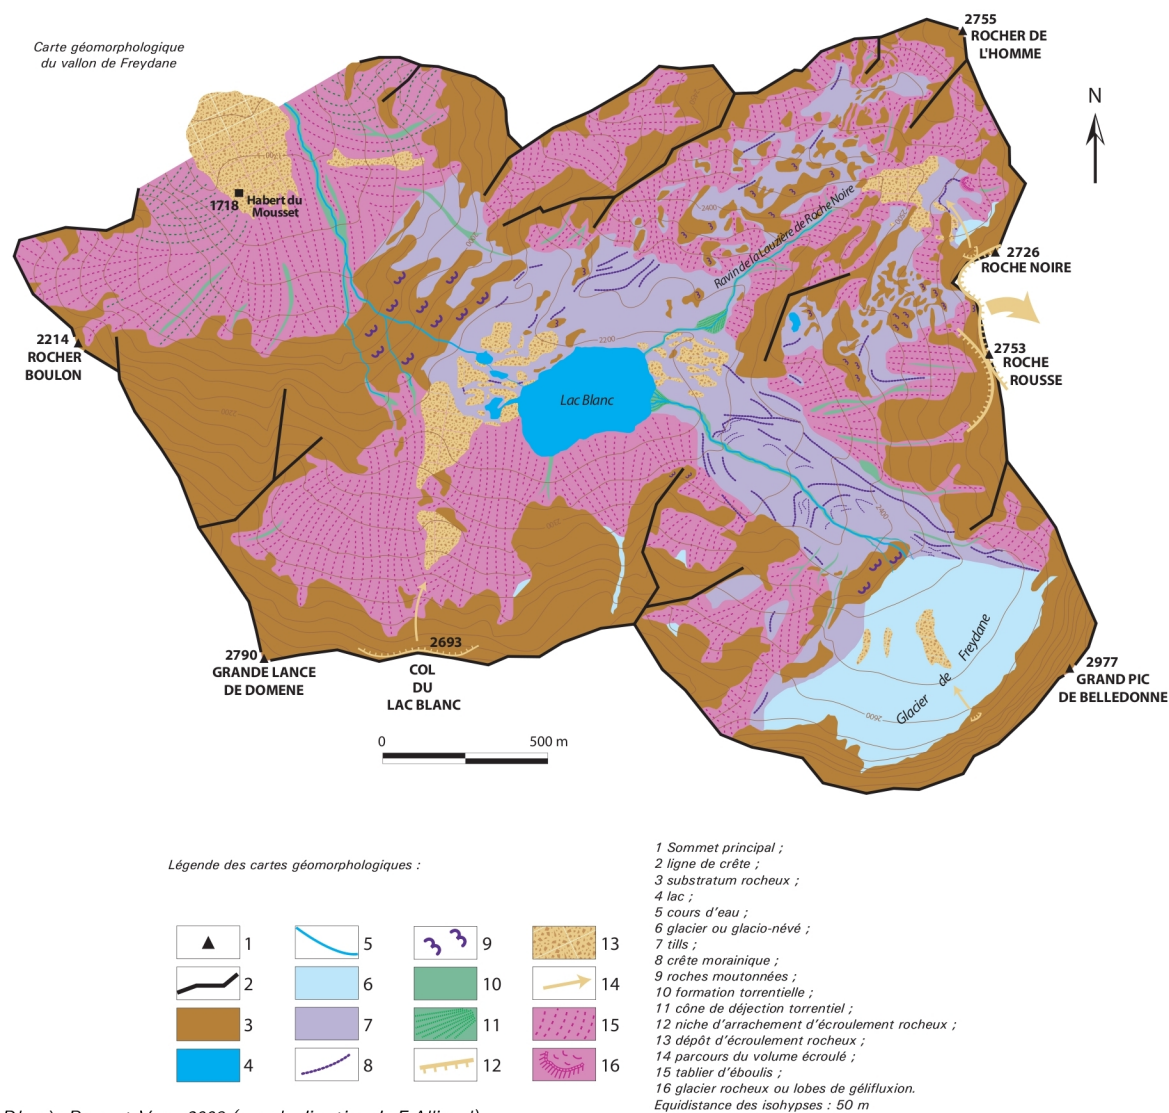 Carte géomorphologique
du vallon de Freydane
2755
ROCHER DE
L'HOMME
N
1700
1718
Habert du
Mousset
2400
Ravin de la Lauzière de Roche Noire
2726
ROCHE NOIRE
2214
ROCHER
BOULON
2200
2753
ROCHE
ROUSSE
Lac Blanc
2400
Glacier de Freydane
2600
2693
COL
DU
LAC BLANC
2790
GRANDE LANCE
DE DOMENE
2977
GRAND PIC
DE BELLEDONNE
0 500 m
Légende des cartes géomorphologiques :
1 5 9 13
2 6 10 14
3 7 11 15
4 8 12 16
1 Sommet principal ;
2 ligne de crête ;
3 substratum rocheux ;
4 lac ;
5 cours d'eau ;
6 glacier ou glacio-névé ;
7 tills ;
8 crête morainique ;
9 roches moutonnées ;
10 formation torrentielle ;
11 cône de déjection torrentiel ;
12 niche d'arrachement d'écroulement rocheux ;
13 dépôt d'écroulement rocheux ;
14 parcours du volume écroulé ;
15 tablier d'éboulis ;
16 glacier rocheux ou lobes de gélifluxion.
Equidistance des isohypses : 50 m